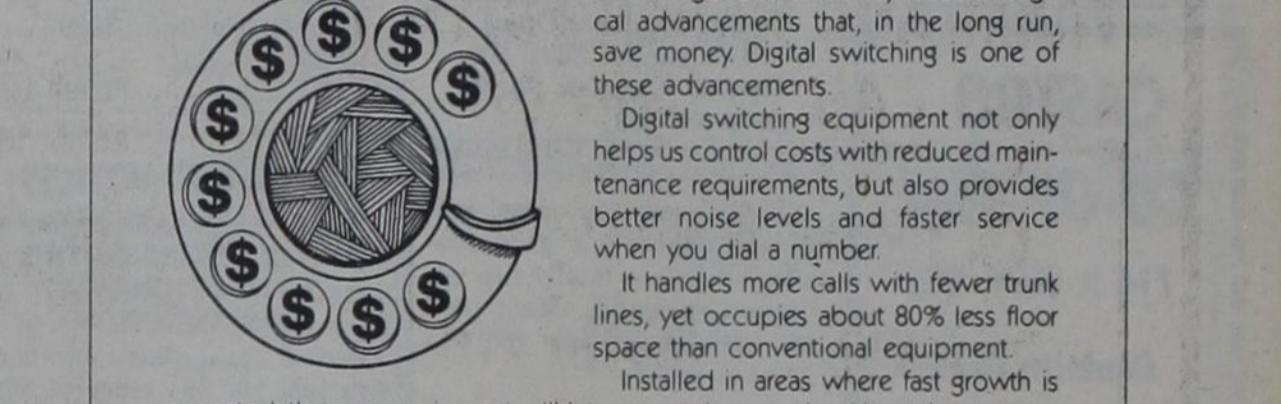 $ $ $ $ $ $ $ $ $ $
cal advancements that, in the long run,
save money. Digital switching is one of
these advancements.
Digital switching equipment not only
helps us control costs with reduced main-
tenance requirements, but also provides
better noise levels and faster service
when you dial a number.
It handles more calls with fewer trunk
lines, yet occupies about 80% less floor
space than conventional equipment.
Installed in areas where fast growth is